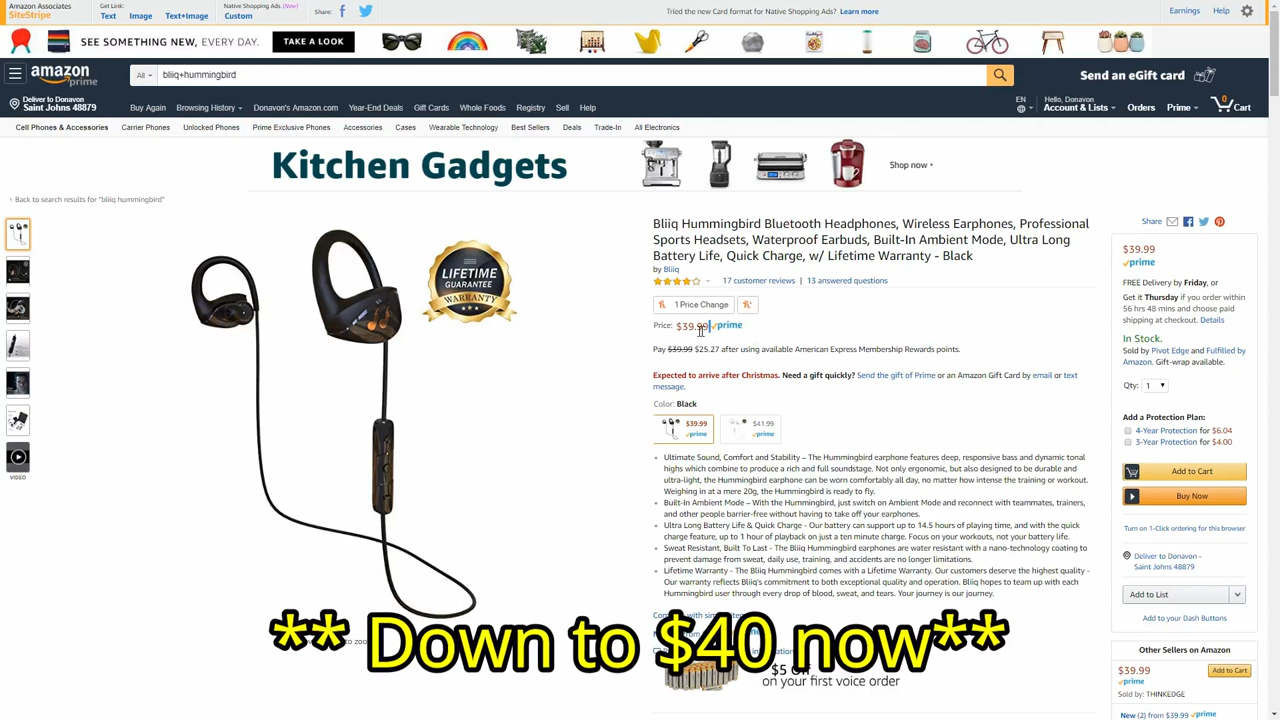 Amazon Associates
SiteStripe
Get Link:
Text Image Text+Image
Native Shopping Ads (New)
Custom
Share:
Tried the new Card format for Native Shopping Ads? Learn more
Earnings Help
SEE SOMETHING NEW, EVERY DAY. TAKE A LOOK
amazon
prime
All
bliiq+hummingbird
Send an eGift card
Deliver to Donavon
Saint Johns 48879
Buy Again Browsing History Donavon's Amazon.com Year-End Deals Gift Cards Whole Foods Registry Sell Help
EN
Hello, Donavon
Account & Lists Orders Prime 0 Cart
Cell Phones & Accessories Carrier Phones Unlocked Phones Prime Exclusive Phones Accessories Cases Wearable Technology Best Sellers Deals Trade-In All Electronics
Kitchen Gadgets
Shop now
‹ Back to search results for "bliiq hummingbird"
LIFETIME
GUARANTEE
WARRANTY
VIDEO
Bliiq Hummingbird Bluetooth Headphones, Wireless Earphones, Professional
Sports Headsets, Waterproof Earbuds, Built-In Ambient Mode, Ultra Long
Battery Life, Quick Charge, w/ Lifetime Warranty - Black
by Bliiq
17 customer reviews | 13 answered questions
1 Price Change
Price: $39.99 prime
Pay $39.99 $25.27 after using available American Express Membership Rewards points.
Expected to arrive after Christmas. Need a gift quickly? Send the gift of Prime or an Amazon Gift Card by email or text
message.
Color: Black
$39.99
prime
$41.99
prime
Ultimate Sound, Comfort and Stability – The Hummingbird earphone features deep, responsive bass and dynamic tonal
highs which combine to produce a rich and full soundstage. Not only ergonomic, but also designed to be durable and
ultra-light, the Hummingbird earphone can be worn comfortably all day, no matter how intense the training or workout.
Weighing in at a mere 20g, the Hummingbird is ready to fly.
Built-In Ambient Mode – With the Hummingbird, just switch on Ambient Mode and reconnect with teammates, trainers,
and other people barrier-free without having to take off your earphones.
Ultra Long Battery Life & Quick Charge - Our battery can support up to 14.5 hours of playing time, and with the quick
charge feature, up to 1 hour of playback on just a ten minute charge. Focus on your workouts, not your battery life.
Sweat Resistant, Built To Last - The Bliiq Hummingbird earphones are water resistant with a nano-technology coating to
prevent damage from sweat, daily use, training, and accidents are no longer limitations.
Lifetime Warranty - The Bliiq Hummingbird comes with a Lifetime Warranty. Our customers deserve the highest quality -
Our warranty reflects Bliiq's commitment to both exceptional quality and operation. Bliiq hopes to team up with each
Hummingbird user through every drop of blood, sweat, and tears. Your journey is our journey.
** Down to $40 now**
$5 Off
on your first voice order
Share
$39.99
prime
FREE Delivery by Friday, or
Get it Thursday if you order within
56 hrs 48 mins and choose paid
shipping at checkout. Details
In Stock.
Sold by Pivot Edge and Fulfilled by
Amazon. Gift-wrap available.
Qty: 1
Add a Protection Plan:
4-Year Protection for $6.04
3-Year Protection for $4.00
Add to Cart
Buy Now
Turn on 1-Click ordering for this browser
Deliver to Donavon -
Saint Johns 48879
Add to List
Add to your Dash Buttons
Other Sellers on Amazon
$39.99
prime
Add to Cart
Sold by: THINKEDGE
New (2) from $39.99 prime